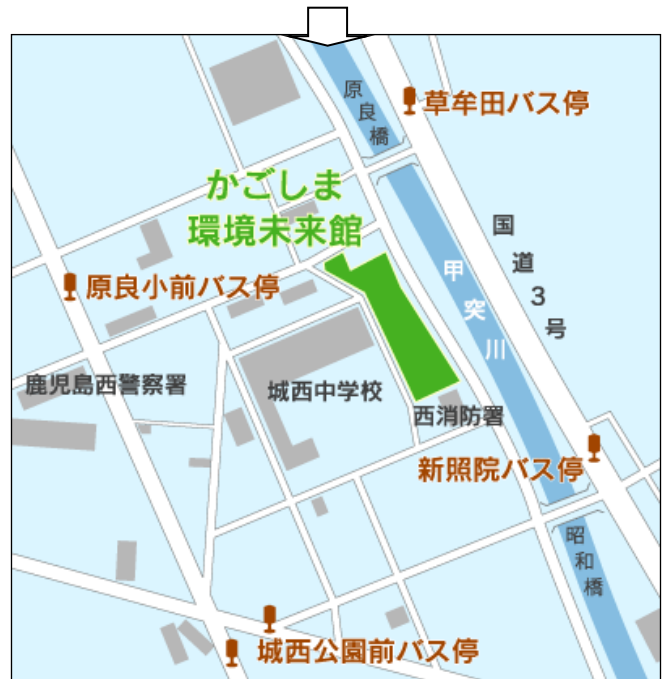 原良橋
草牟田バス停
かごしま
環境未来館
国道3号
甲突川
原良小前バス停
鹿児島西警察署
城西中学校
西消防署
新照院バス停
昭和橋
城西公園前バス停